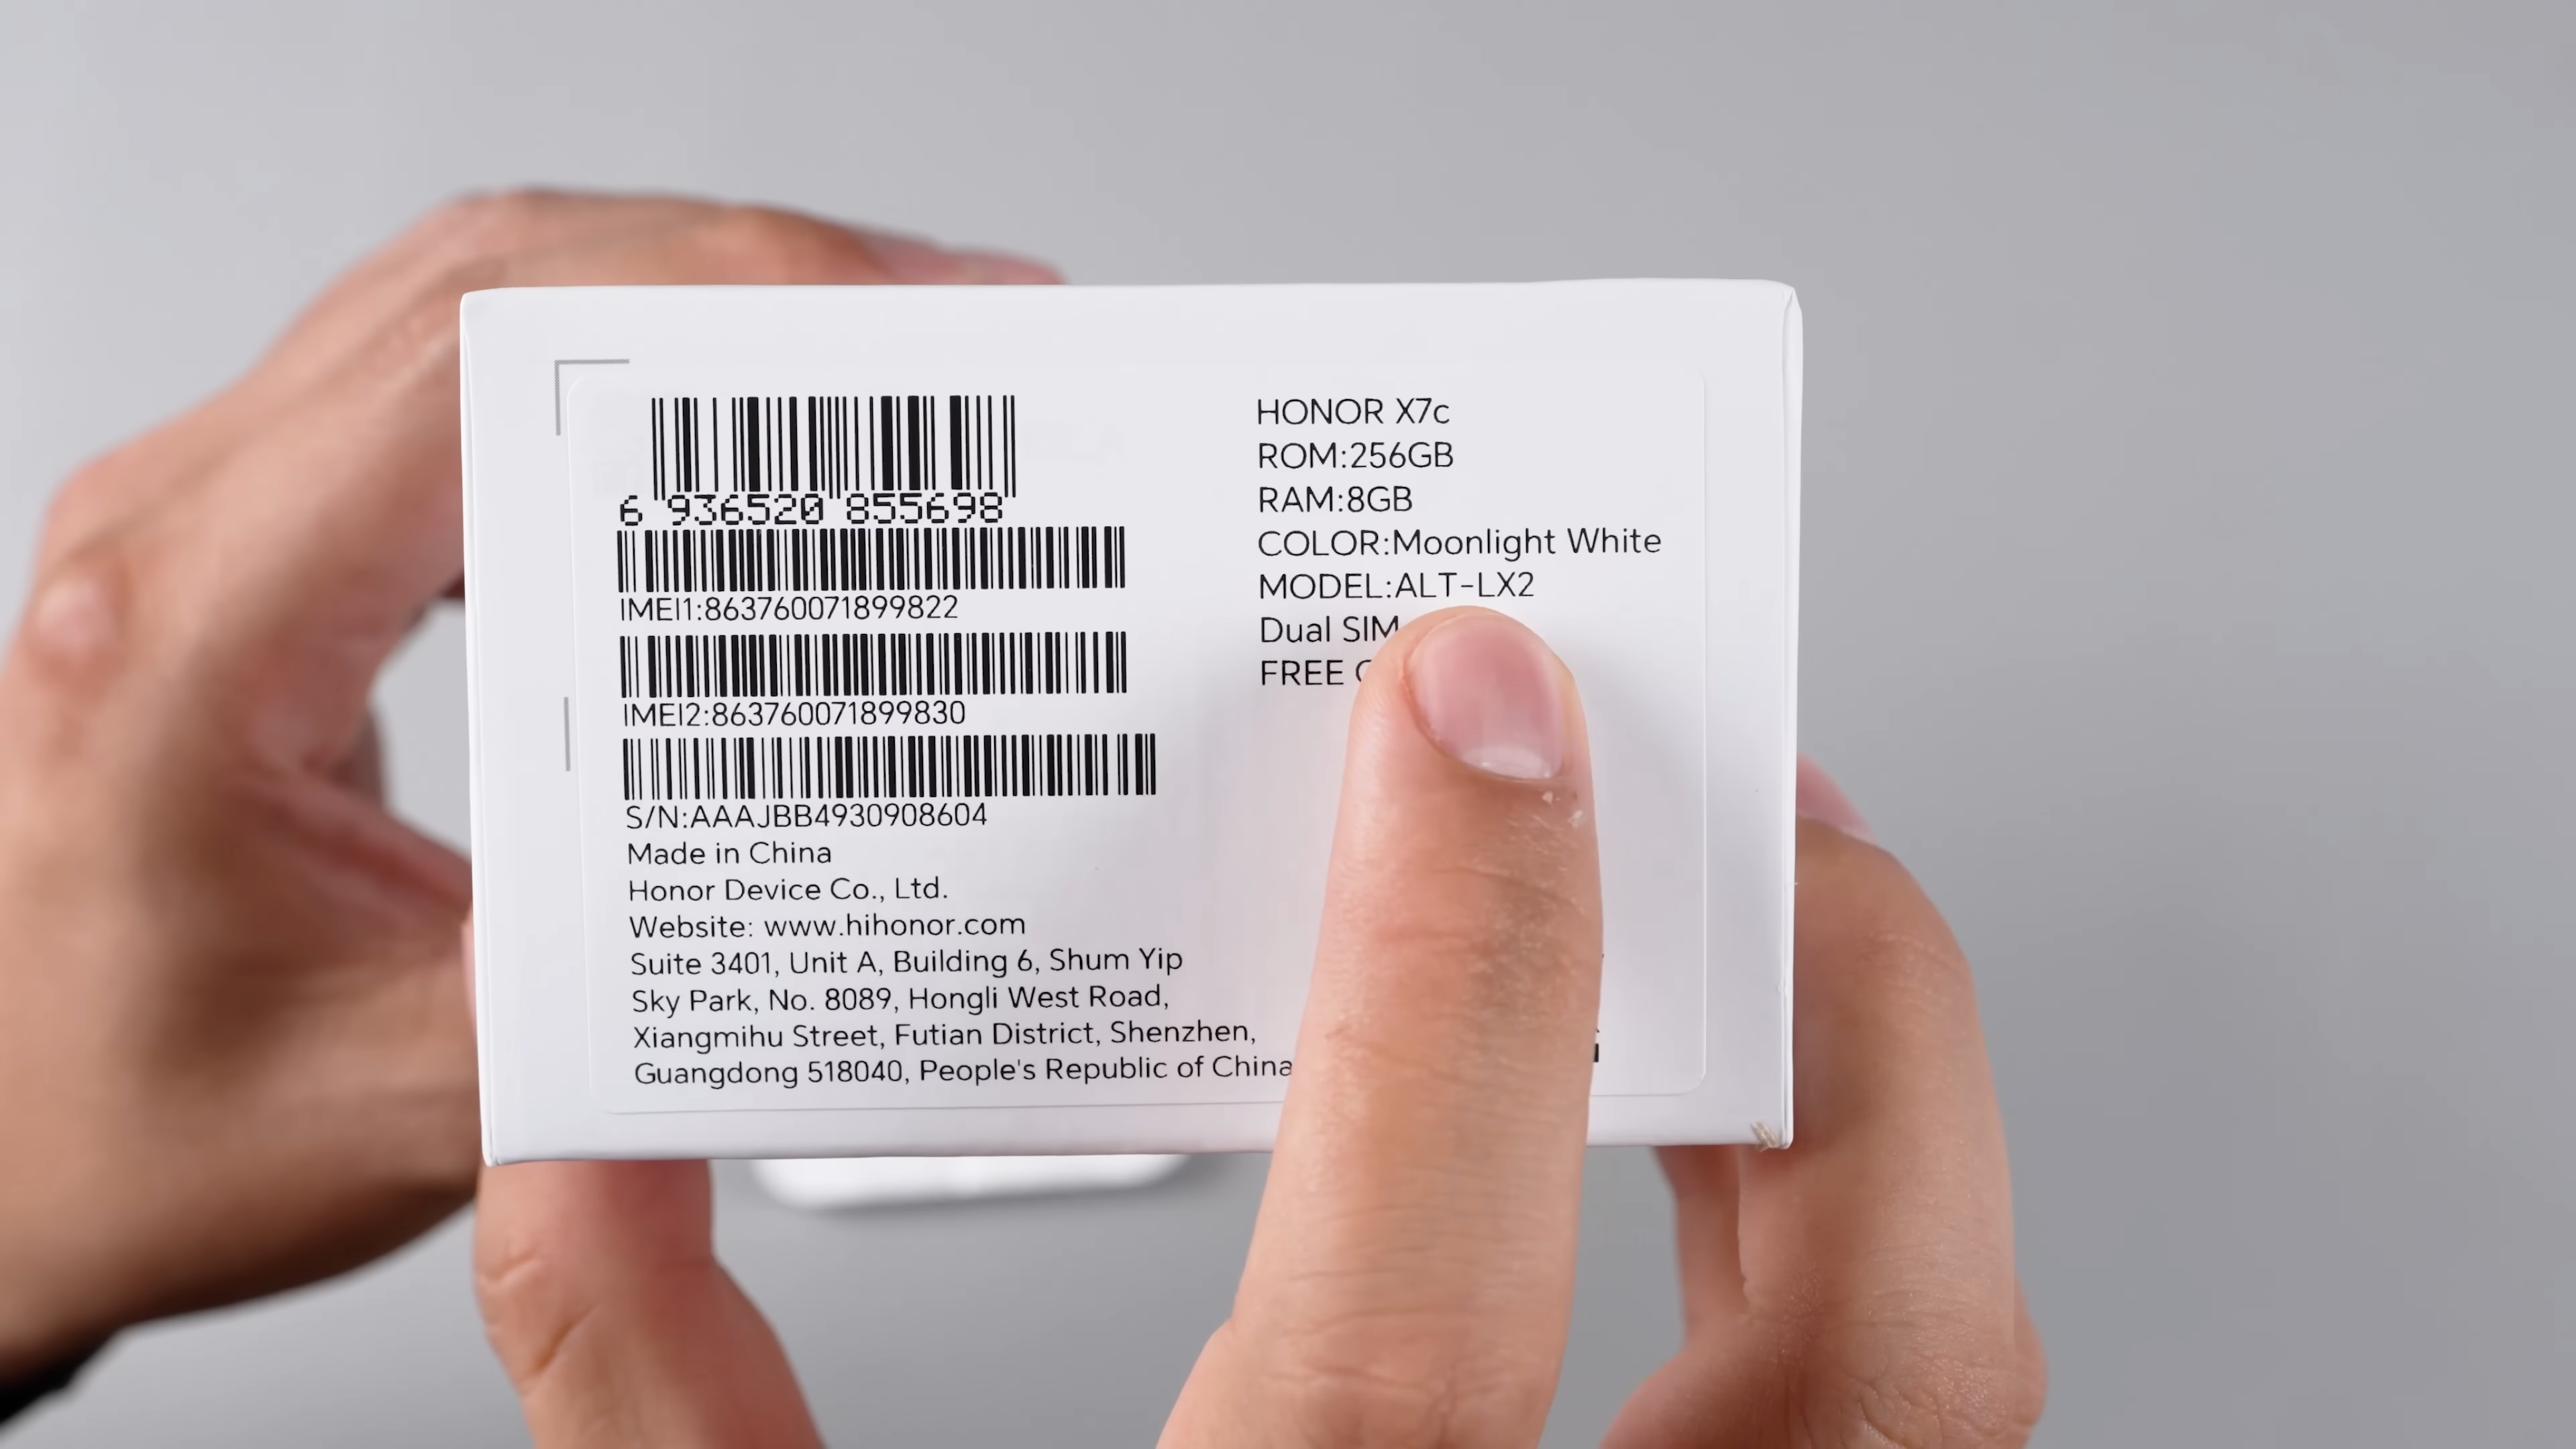 6 936520 855698
IMEI1:863760071899822
IMEI2:863760071899830
S/N:AAAJBB4930908604
Made in China
Honor Device Co., Ltd.
Website: www.hihonor.com
Suite 3401, Unit A, Building 6, Shum Yip
Sky Park, No. 8089, Hongli West Road,
Xiangmihu Street, Futian District, Shenzhen,
Guangdong 518040, People's Republic of China
HONOR X7c
ROM:256GB
RAM:8GB
COLOR:Moonlight White
MODEL:ALT-LX2
Dual SIM
FREE